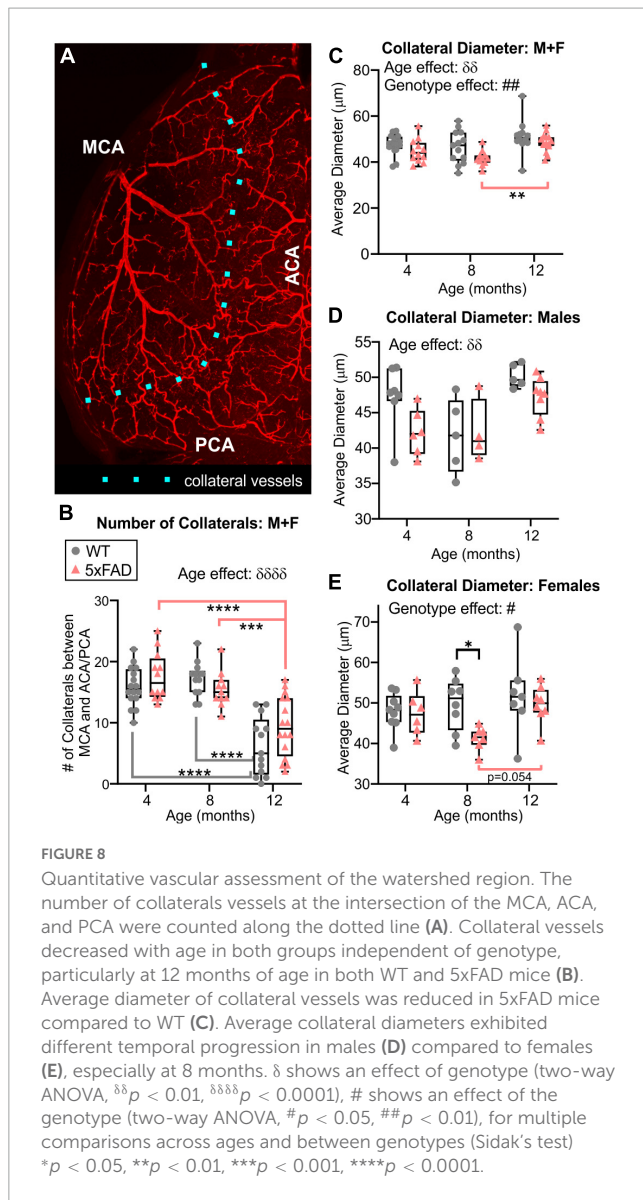 A
MCA
ACA
PCA
collateral vessels
B
Number of Collaterals: M+F
WT
5xFAD
Age effect: δδδδ
****
***
****
****
# of Collaterals between
MCA and ACA/PCA
30
20
10
0
4
8
12
Age (months)
C
Collateral Diameter: M+F
Age effect: δδ
Genotype effect: ##
Average Diameter (μm)
80
60
40
0
**
4
8
12
Age (months)
D
Collateral Diameter: Males
Age effect: δδ
Average Diameter (μm)
55
50
45
40
35
30
4
8
12
Age (months)
E
Collateral Diameter: Females
Genotype effect: #
*
Average Diameter (μm)
70
60
50
40
30
p=0.054
4
8
12
Age (months)
FIGURE 8
Quantitative vascular assessment of the watershed region. The
number of collaterals vessels at the intersection of the MCA, ACA,
and PCA were counted along the dotted line (A). Collateral vessels
decreased with age in both groups independent of genotype,
particularly at 12 months of age in both WT and 5xFAD mice (B).
Average diameter of collateral vessels was reduced in 5xFAD mice
compared to WT (C). Average collateral diameters exhibited
different temporal progression in males (D) compared to females
(E), especially at 8 months. δ shows an effect of genotype (two-way
ANOVA, δδp < 0.01, δδδδp < 0.0001), # shows an effect of the
genotype (two-way ANOVA, #p < 0.05, ##p < 0.01), for multiple
comparisons across ages and between genotypes (Sidak's test)
*p < 0.05, **p < 0.01, ***p < 0.001, ****p < 0.0001.